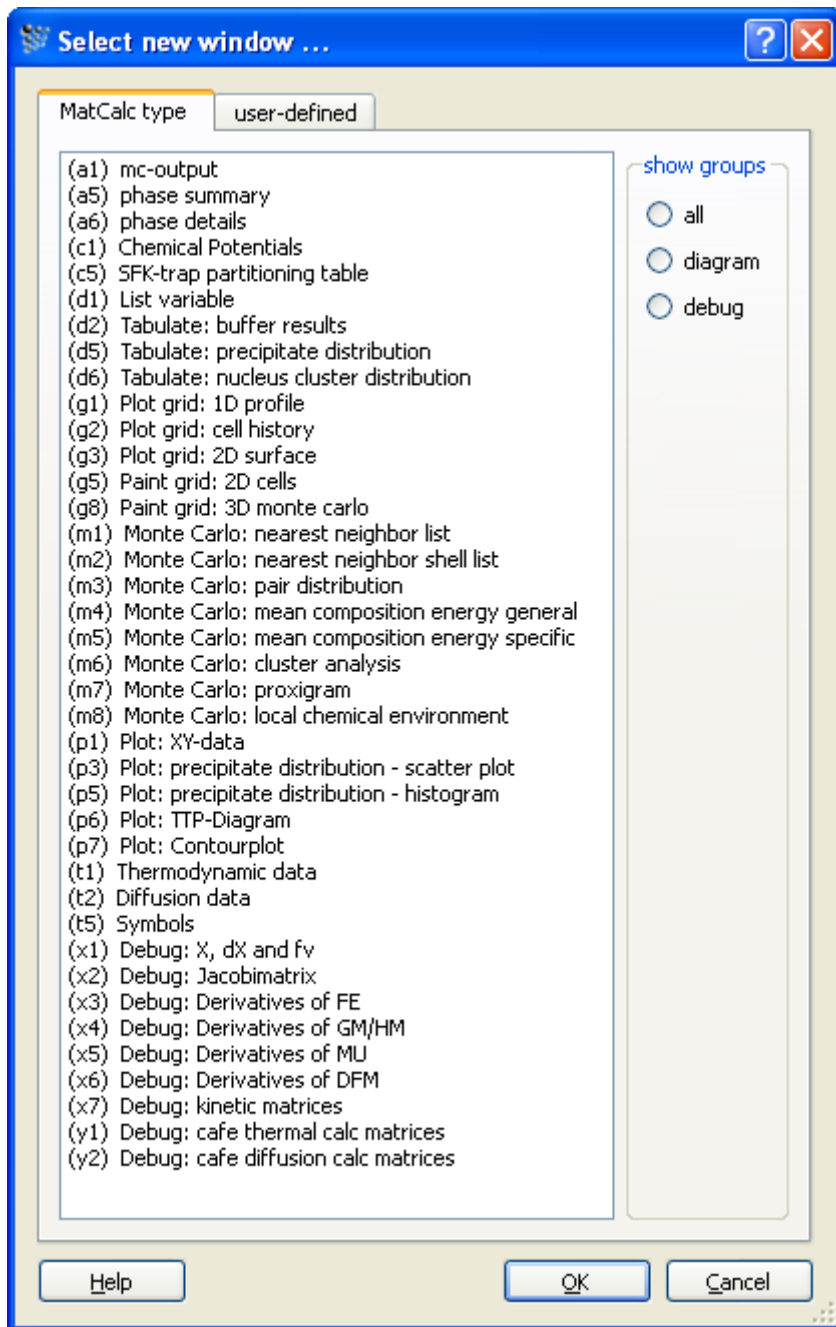 Select new window ...
MatCalc type
user-defined
(a1) mc-output
(a5) phase summary
(a6) phase details
(c1) Chemical Potentials
(c5) SFK-trap partitioning table
(d1) List variable
(d2) Tabulate: buffer results
(d5) Tabulate: precipitate distribution
(d6) Tabulate: nucleus cluster distribution
(g1) Plot grid: 1D profile
(g2) Plot grid: cell history
(g3) Plot grid: 2D surface
(g5) Paint grid: 2D cells
(g8) Paint grid: 3D monte carlo
(m1) Monte Carlo: nearest neighbor list
(m2) Monte Carlo: nearest neighbor shell list
(m3) Monte Carlo: pair distribution
(m4) Monte Carlo: mean composition energy general
(m5) Monte Carlo: mean composition energy specific
(m6) Monte Carlo: cluster analysis
(m7) Monte Carlo: proxigram
(m8) Monte Carlo: local chemical environment
(p1) Plot: XY-data
(p3) Plot: precipitate distribution - scatter plot
(p5) Plot: precipitate distribution - histogram
(p6) Plot: TTP-Diagram
(p7) Plot: Contourplot
(t1) Thermodynamic data
(t2) Diffusion data
(t5) Symbols
(x1) Debug: X, dX and fv
(x2) Debug: Jacobimatrix
(x3) Debug: Derivatives of FE
(x4) Debug: Derivatives of GM/HM
(x5) Debug: Derivatives of MU
(x6) Debug: Derivatives of DFM
(x7) Debug: kinetic matrices
(y1) Debug: cafe thermal calc matrices
(y2) Debug: cafe diffusion calc matrices
show groups
all
diagram
debug
Help
OK
Cancel